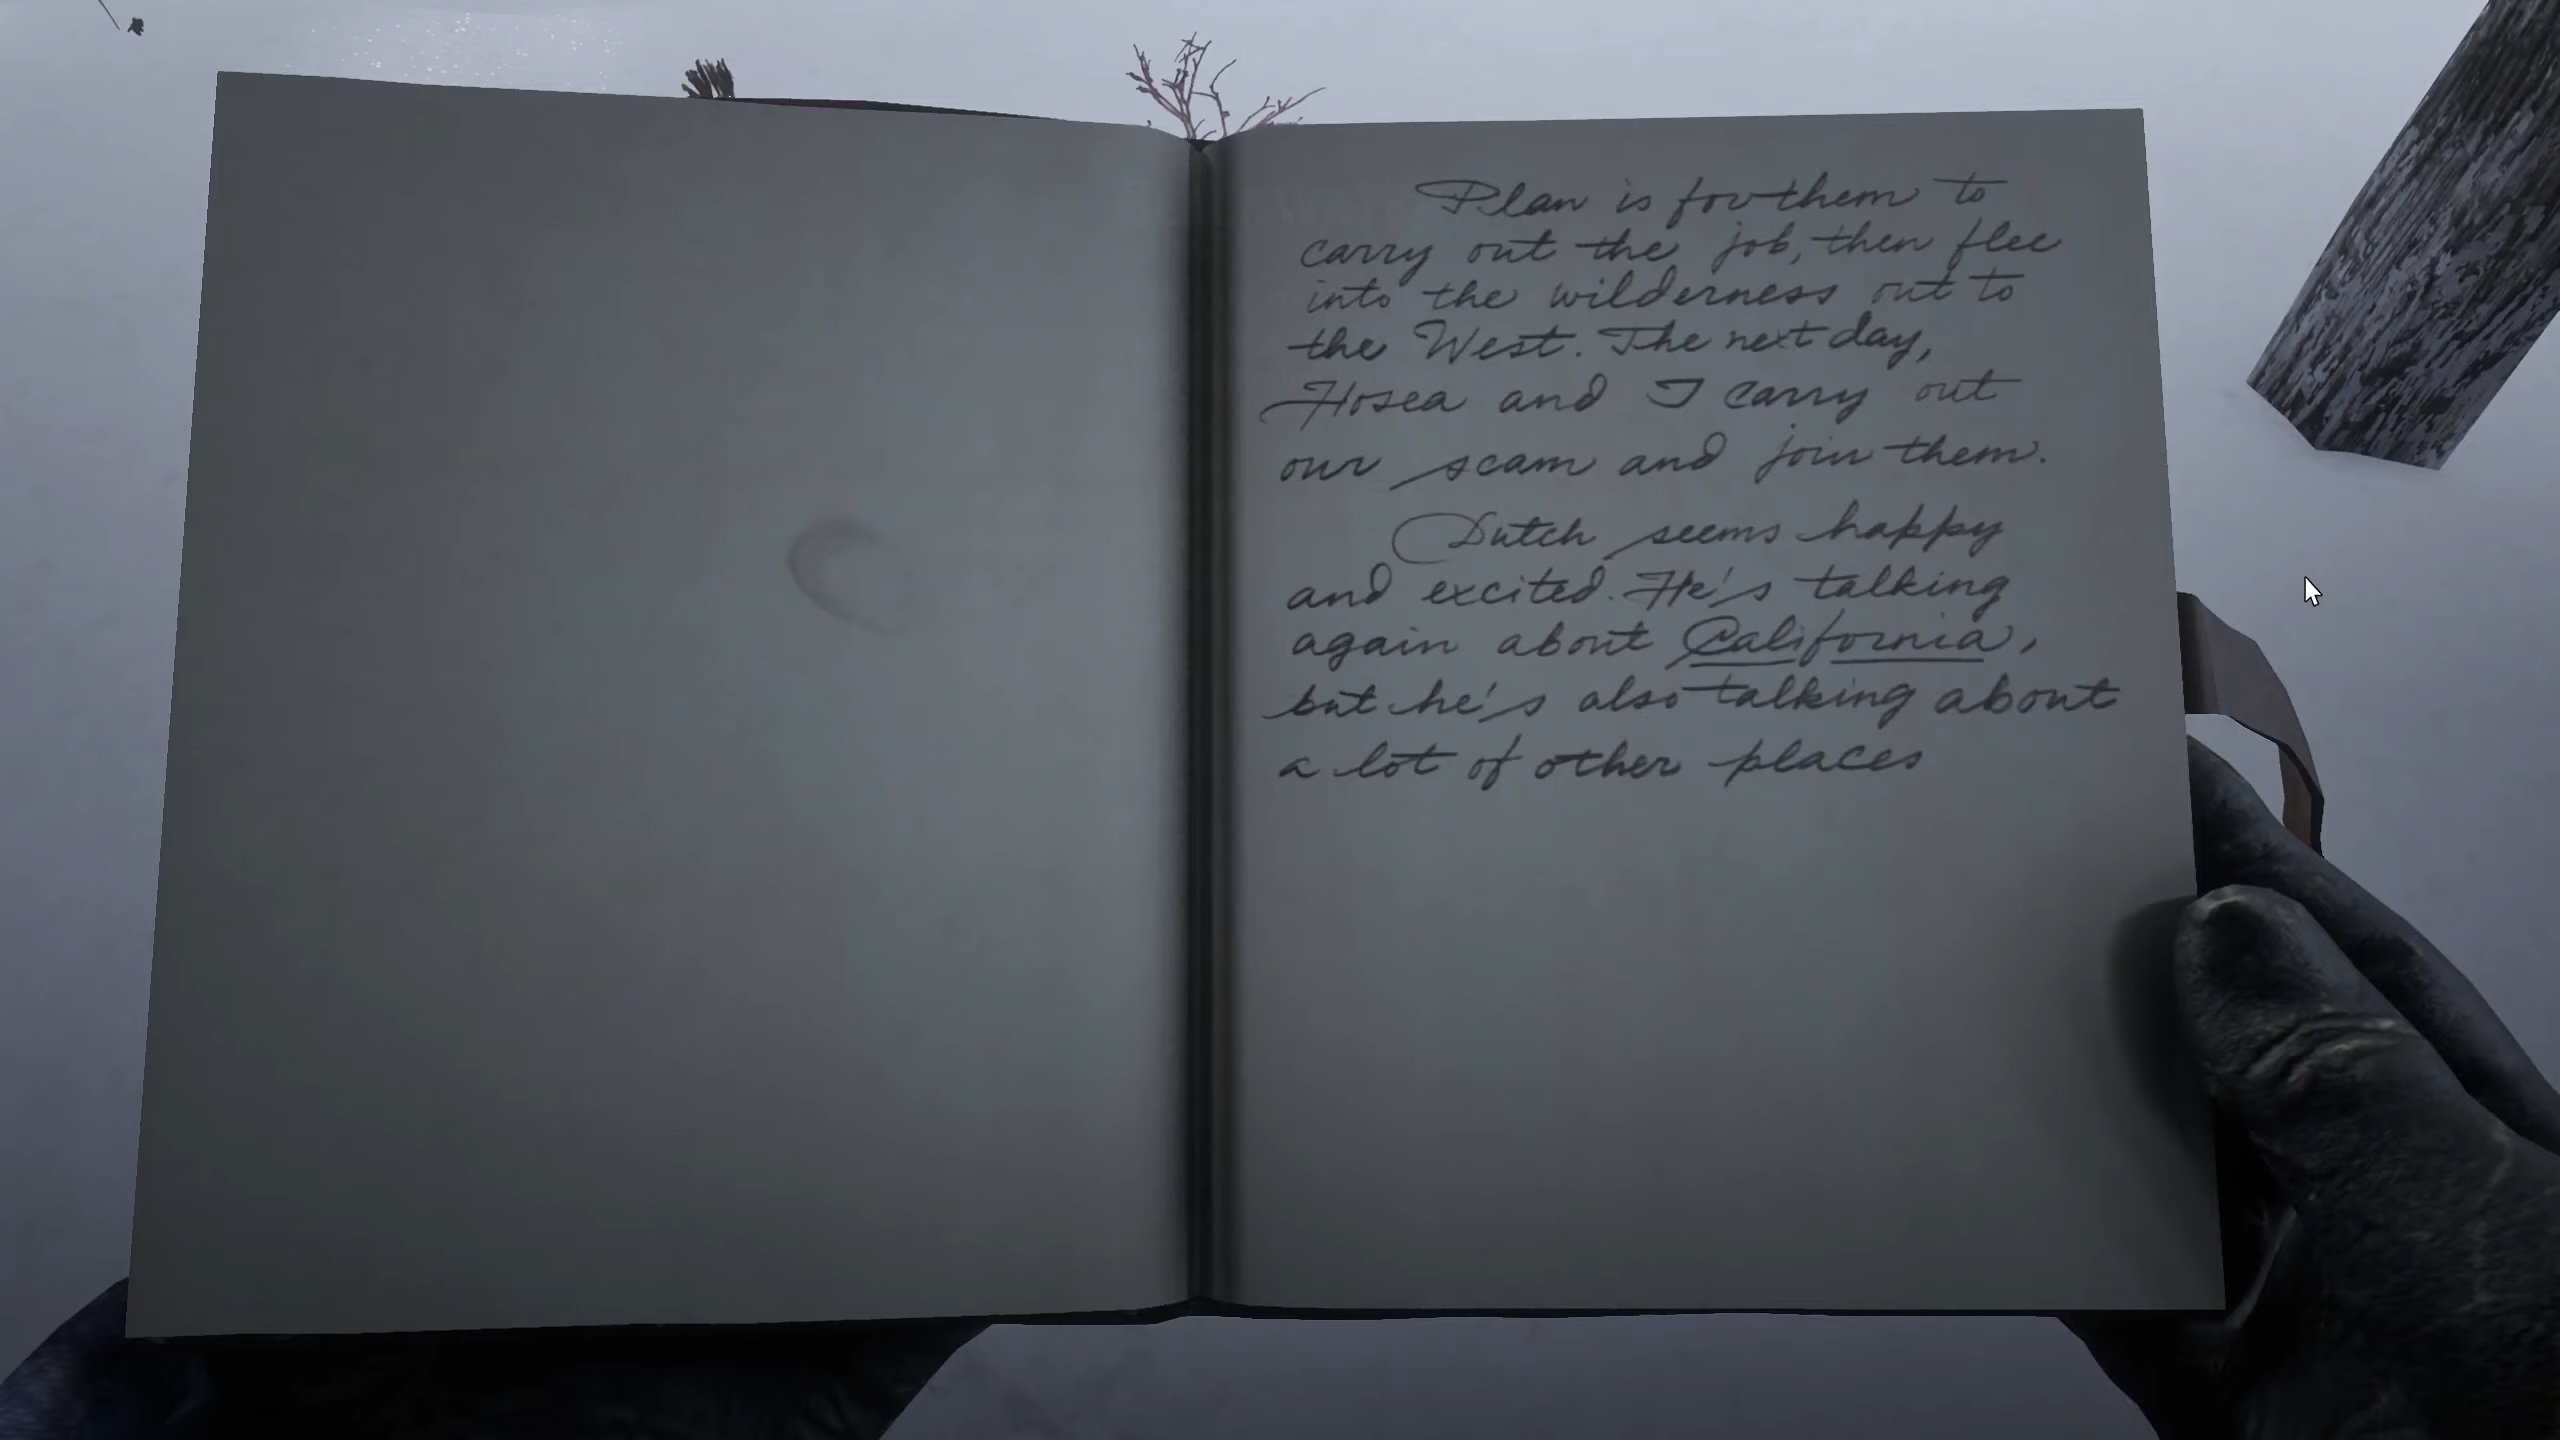 Plan is for them to
carry out the job, then flee
into the wilderness out to
the West. The next day,
Hosea and I carry out
our scam and join them.
Dutch seems happy
and excited. He's talking
again about California,
but he's also talking about
a lot of other places